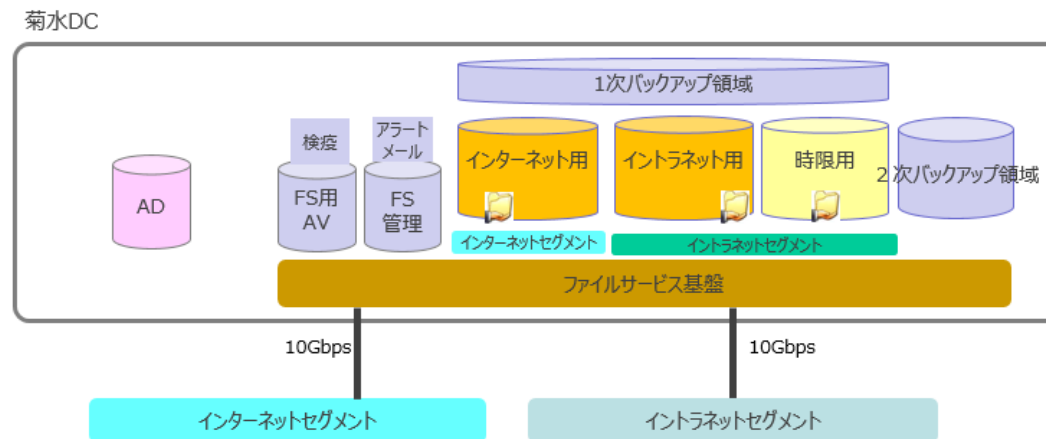 菊水DC
1次バックアップ領域
検疫
アラート
メール
インターネット用
イントラネット用
時限用
2次バックアップ領域
AD
FS用
AV
FS
管理
インターネットセグメント
イントラネットセグメント
ファイルサービス基盤
10Gbps
10Gbps
インターネットセグメント
イントラネットセグメント